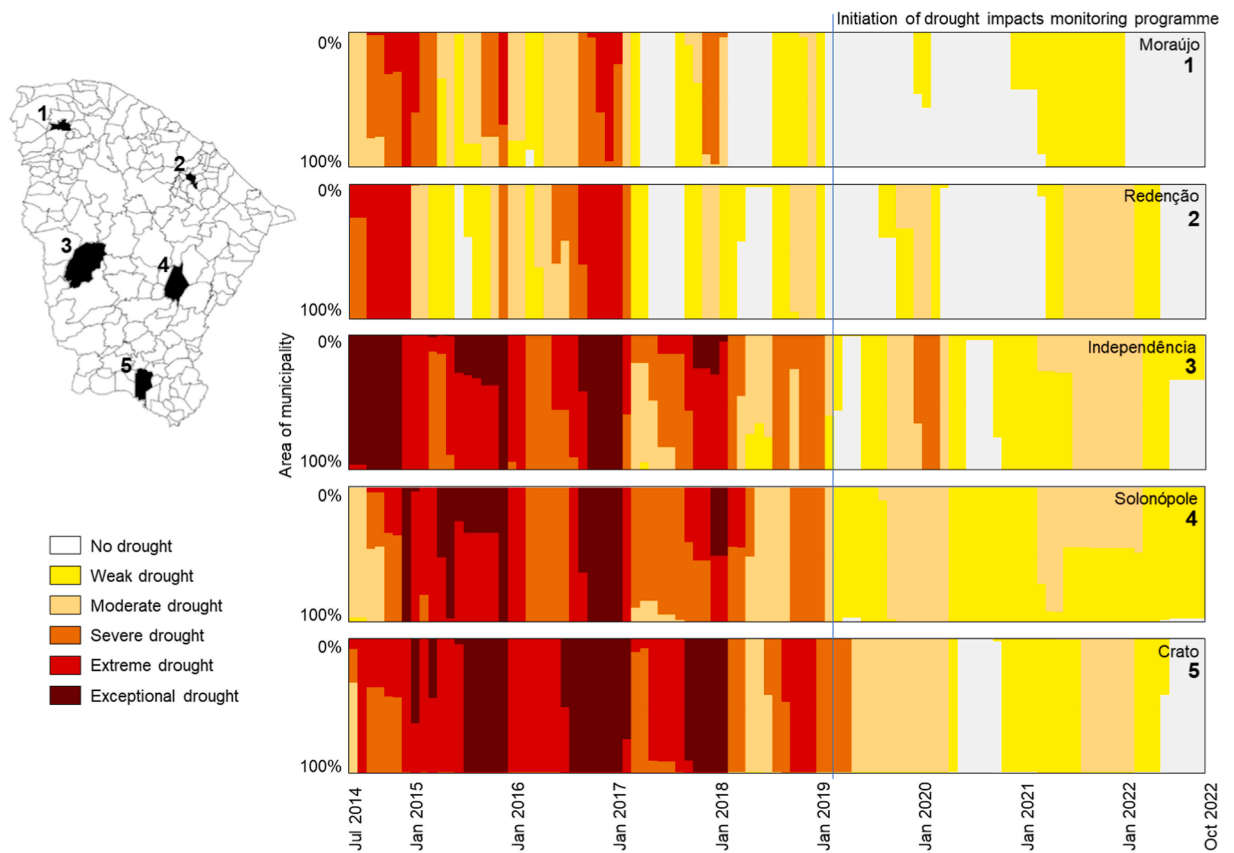 Initiation of drought impacts monitoring programme
1
2
3
4
5
Area of municipality
0%
100%
Moraújo
1
0%
100%
Redenção
2
0%
100%
Independência
3
0%
100%
Solonópole
4
0%
100%
Crato
5
No drought
Weak drought
Moderate drought
Severe drought
Extreme drought
Exceptional drought
Jul 2014
Jan 2015
Jan 2016
Jan 2017
Jan 2018
Jan 2019
Jan 2020
Jan 2021
Jan 2022
Oct 2022